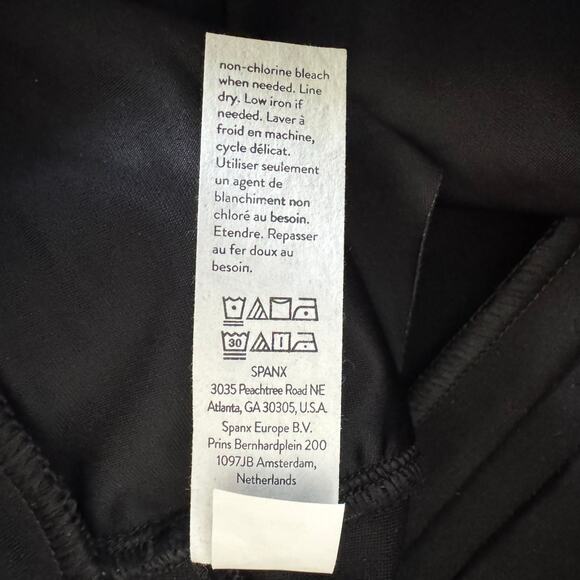 non-chlorine bleach
when needed. Line
dry. Low iron if
needed. Laver à
froid en machine,
cycle délicat.
Utiliser seulement
un agent de
blanchiment non
chloré au besoin.
Etendre. Repasser
au fer doux au
besoin.
30
SPANX
3035 Peachtree Road NE
Atlanta, GA 30305, U.S.A.
Spanx Europe B.V.
Prins Bernhardplein 200
1097JB Amsterdam,
Netherlands